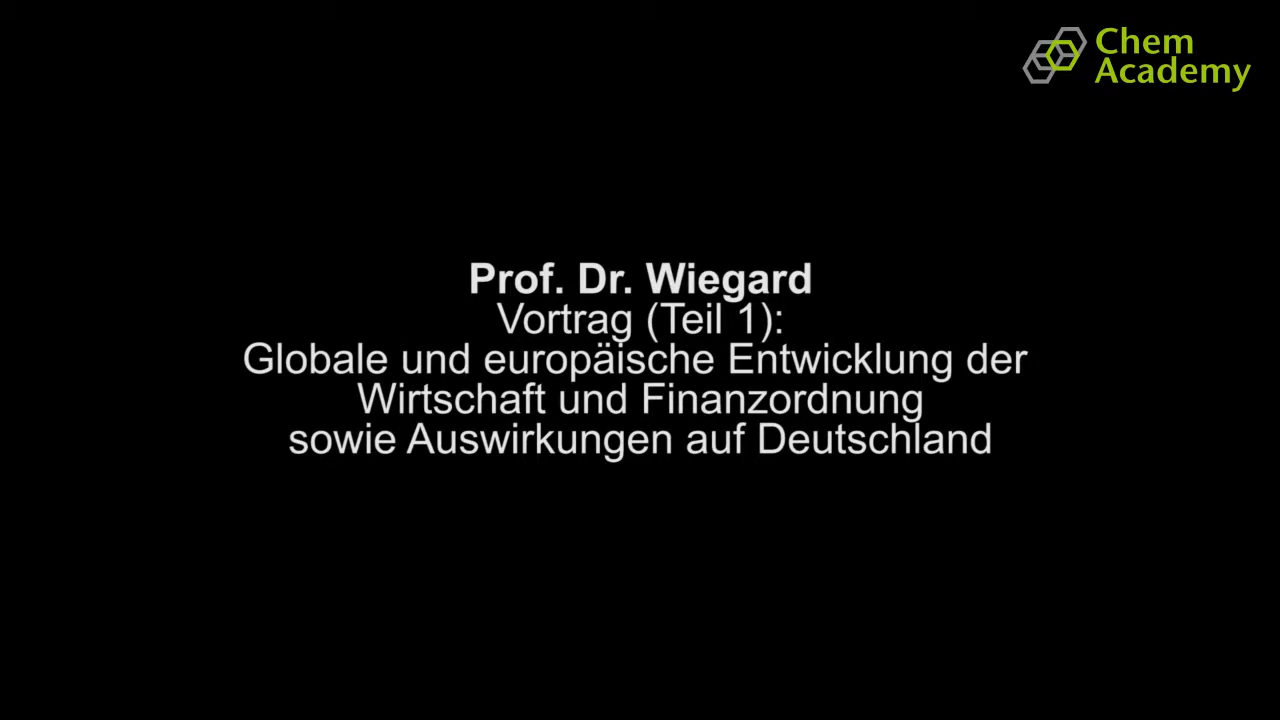 Chem
Academy
Prof. Dr. Wiegard
Vortrag (Teil 1):
Globale und europäische Entwicklung der
Wirtschaft und Finanzordnung
sowie Auswirkungen auf Deutschland